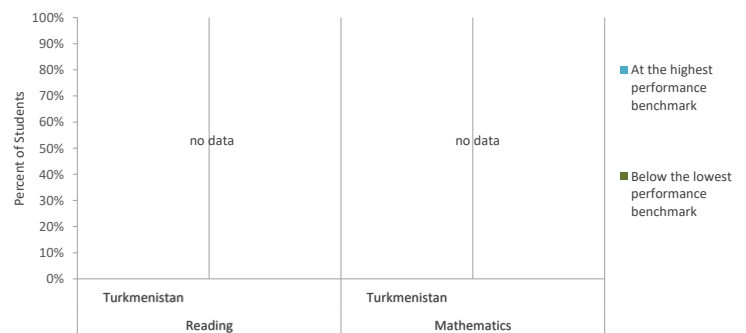 100%
90%
80%
70%
60%
50%
40%
30%
20%
10%
0%
Percent of Students
no data
no data
Turkmenistan
Turkmenistan
Reading
Mathematics
At the highest
performance
benchmark
Below the lowest
performance
benchmark